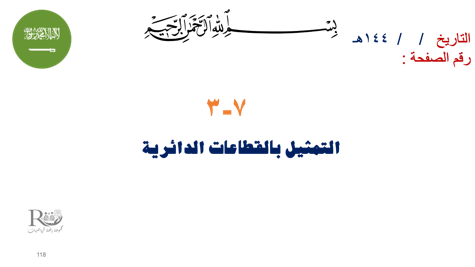 بسم الله الرحمن الرحيم
التاريخ / / ١٤٤هـ
رقم الصفحة :
٧-٣
التمثيل بالقطاعات الدائرية
118